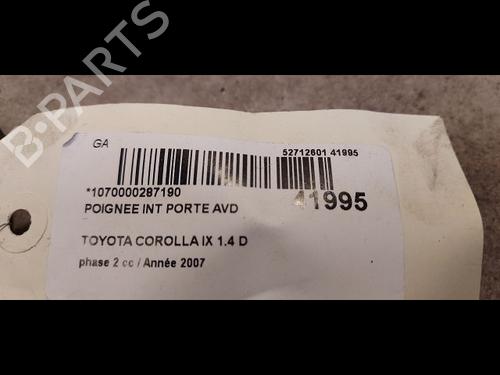 B-PARTS
GA
52712601 41995
*1070000287190
POIGNEE INT PORTE AVD
41995
TOYOTA COROLLA IX 1.4 D
phase 2 cc / Année 2007